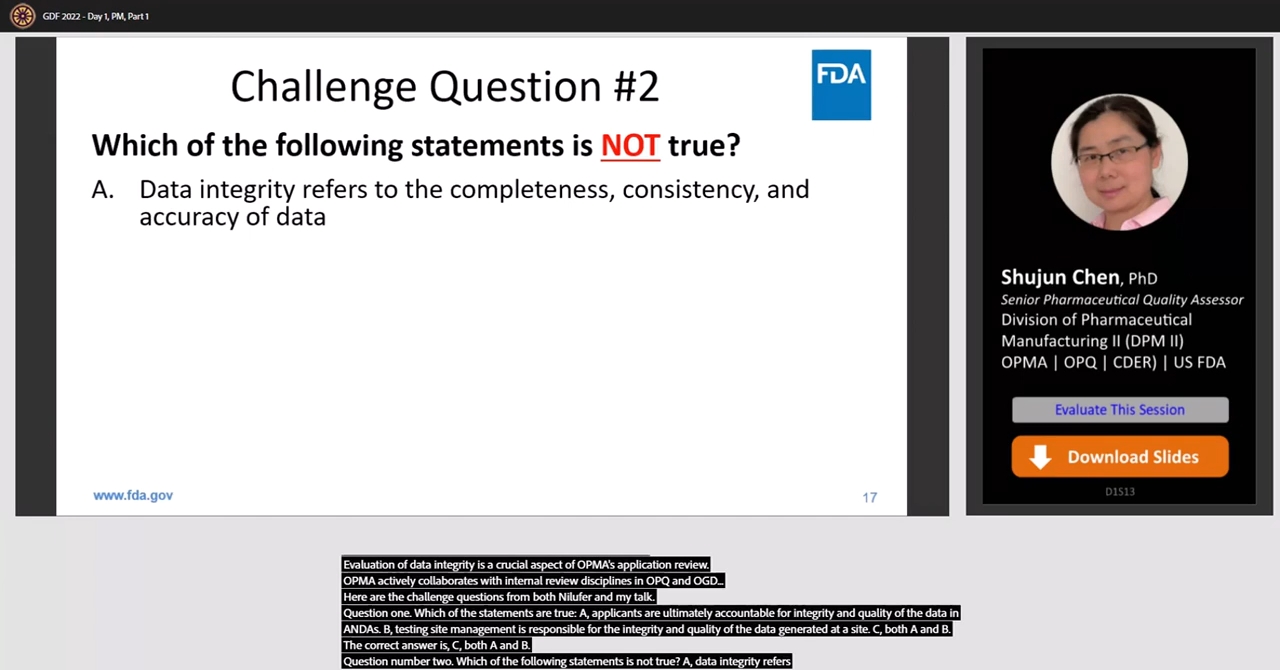 GDF 2022 - Day 1, PM, Part 1
Challenge Question #2
FDA
Which of the following statements is NOT true?
A. Data integrity refers to the completeness, consistency, and
accuracy of data
www.fda.gov
17
Shujun Chen, PhD
Senior Pharmaceutical Quality Assessor
Division of Pharmaceutical
Manufacturing II (DPM II)
OPMA | OPQ | CDER) | US FDA
Evaluate This Session
Download Slides
D1S13
Evaluation of data integrity is a crucial aspect of OPMA's application review.
OPMA actively collaborates with internal review disciplines in OPQ and OGD...
Here are the challenge questions from both Nilufer and my talk.
Question one. Which of the statements are true: A, applicants are ultimately accountable for integrity and quality of the data in
ANDAs. B, testing site management is responsible for the integrity and quality of the data generated at a site. C, both A and B.
The correct answer is, C, both A and B.
Question number two. Which of the following statements is not true? A, data integrity refers